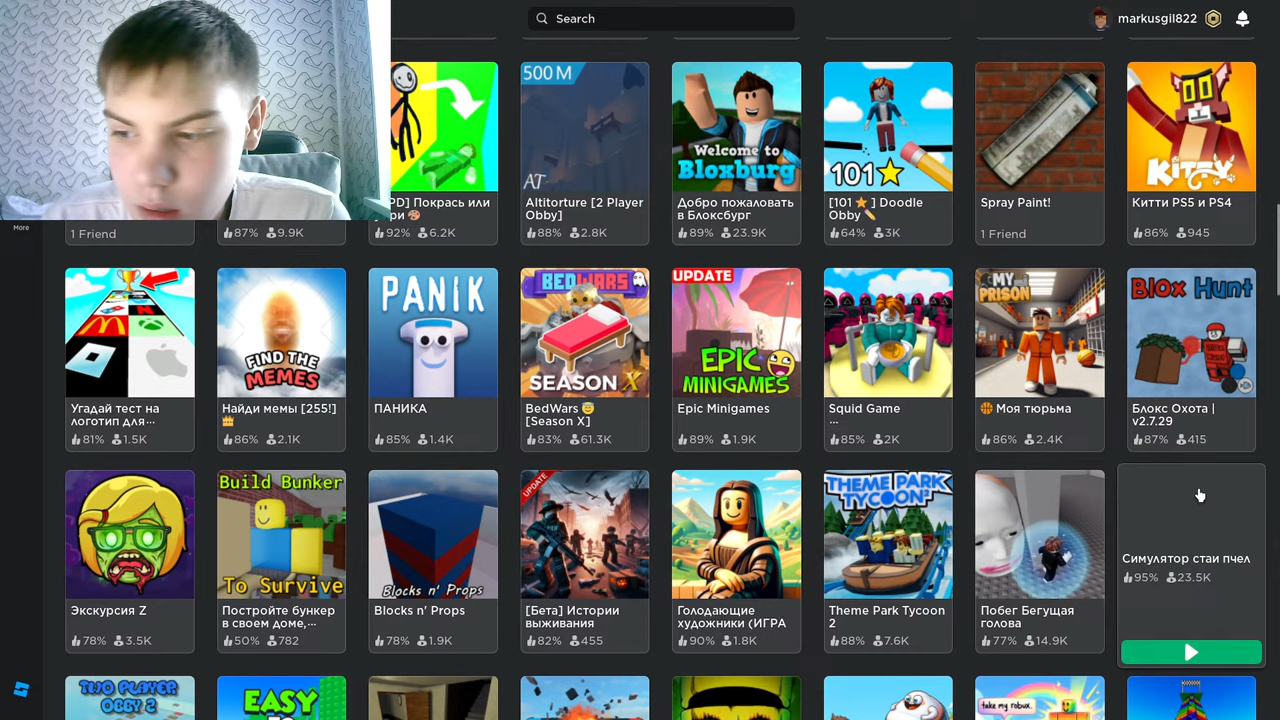 Search
markusgil822
More
1 Friend
87% 9.9K
PD] Покрась или
ри
92% 6.2K
500 M
AT
Altitorture [2 Player
Obby]
88% 2.8K
Welcome to
Bloxburg
Добро пожаловать
в Блоксбург
89% 23.9K
101
[101 ] Doodle
Obby
64% 3K
Spray Paint!
1 Friend
KITTY
Китти PS5 и PS4
86% 945
Угадай тест на
логотип для...
81% 1.5K
FIND THE
MEMES
Найди мемы [255!]
86% 2.1K
PANIK
ПАНИКА
85% 1.4K
BEDWARS
SEASON X
BedWars
[Season X]
83% 61.3K
UPDATE
EPIC
MINIGAMES
Epic Minigames
89% 1.9K
Squid Game
...
85% 2K
MY
PRISON
Моя тюрьма
86% 2.4K
Blox Hunt
Блокс Охота |
v2.7.29
87% 415
Экскурсия Z
78% 3.5K
Build Bunker
To Survive
Постройте бункер
в своем доме,...
50% 782
Blocks n' Props
Blocks n' Props
78% 1.9K
UPDATE
[Бета] Истории
выживания
82% 455
Голодающие
художники (ИГРА
90% 1.8K
THEME PARK
TYCOON 2
Theme Park Tycoon
2
88% 7.6K
Побег Бегущая
голова
77% 14.9K
Симулятор стаи пчел
95% 23.5K
TWO PLAYER
OBBY 2
EASY
TO
take my robux.